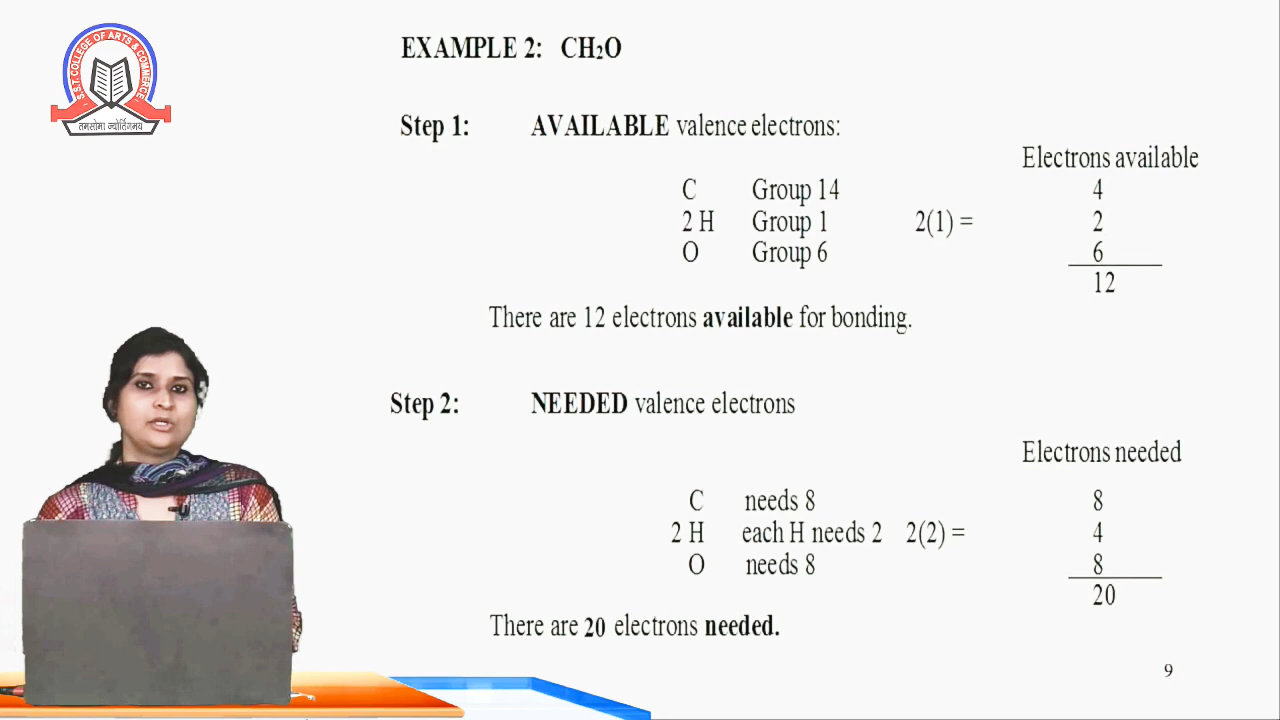 S.S.T. COLLEGE OF ARTS & COMMERCE
तमसोमा ज्योर्तिगमय
EXAMPLE 2: CH₂O
Step 1: AVAILABLE valence electrons:
Electrons available
C Group 14 4
2 H Group 1 2(1) = 2
O Group 6 6
12
There are 12 electrons available for bonding.
Step 2: NEEDED valence electrons
Electrons needed
C needs 8 8
2 H each H needs 2 2(2) = 4
O needs 8 8
20
There are 20 electrons needed.
9